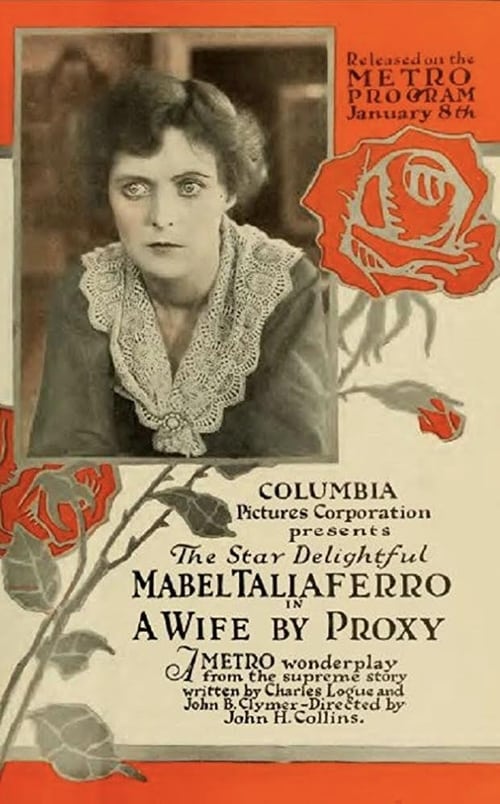 Released on the
METRO
PROGRAM
January 8th
COLUMBIA
Pictures Corporation
presents
The Star Delightful
MABEL TALIAFERRO
IN
A WIFE BY PROXY
A METRO wonderplay
from the supreme story
written by Charles Logue and
John B. Clymer-Directed by
John H. Collins.